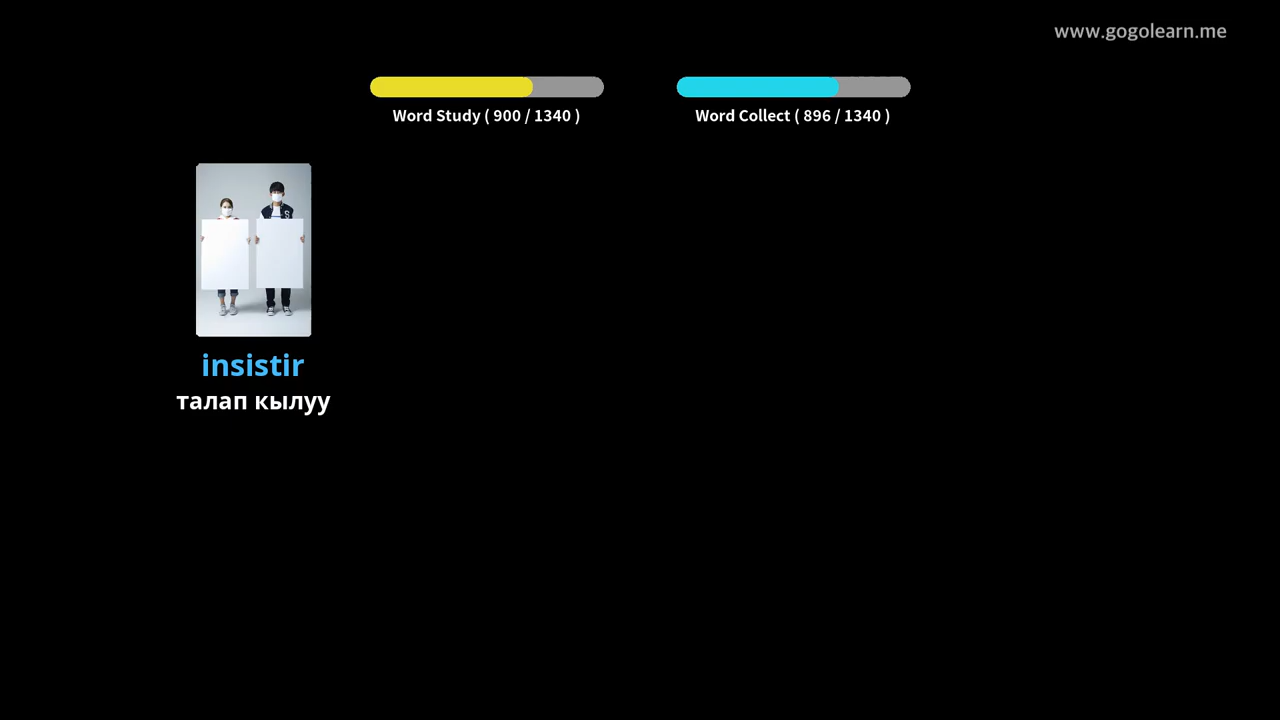 www.gogolearn.me
Word Study ( 900 / 1340 )
Word Collect ( 896 / 1340 )
insistir
талап кылуу